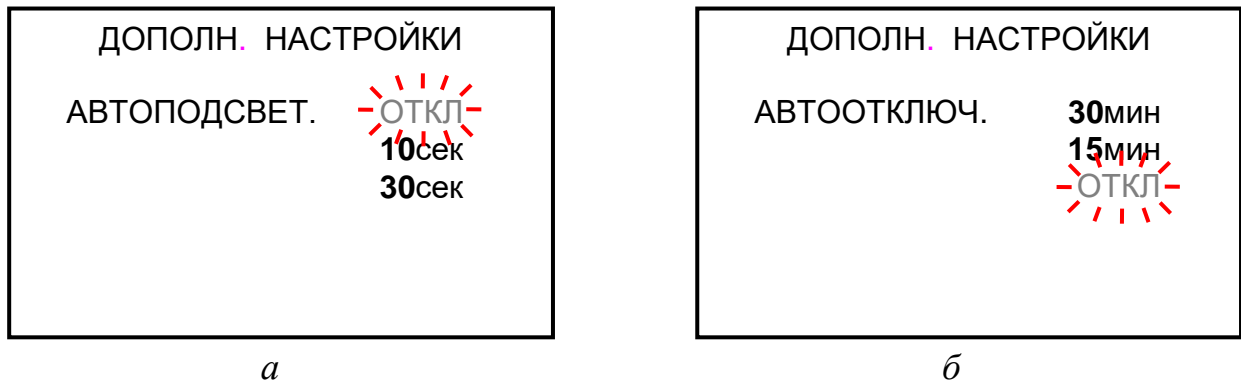 ДОПОЛН. НАСТРОЙКИ
АВТОПОДСВЕТ. ОТКЛ
10сек
30сек
а
ДОПОЛН. НАСТРОЙКИ
АВТООТКЛЮЧ. 30мин
15мин
ОТКЛ
б